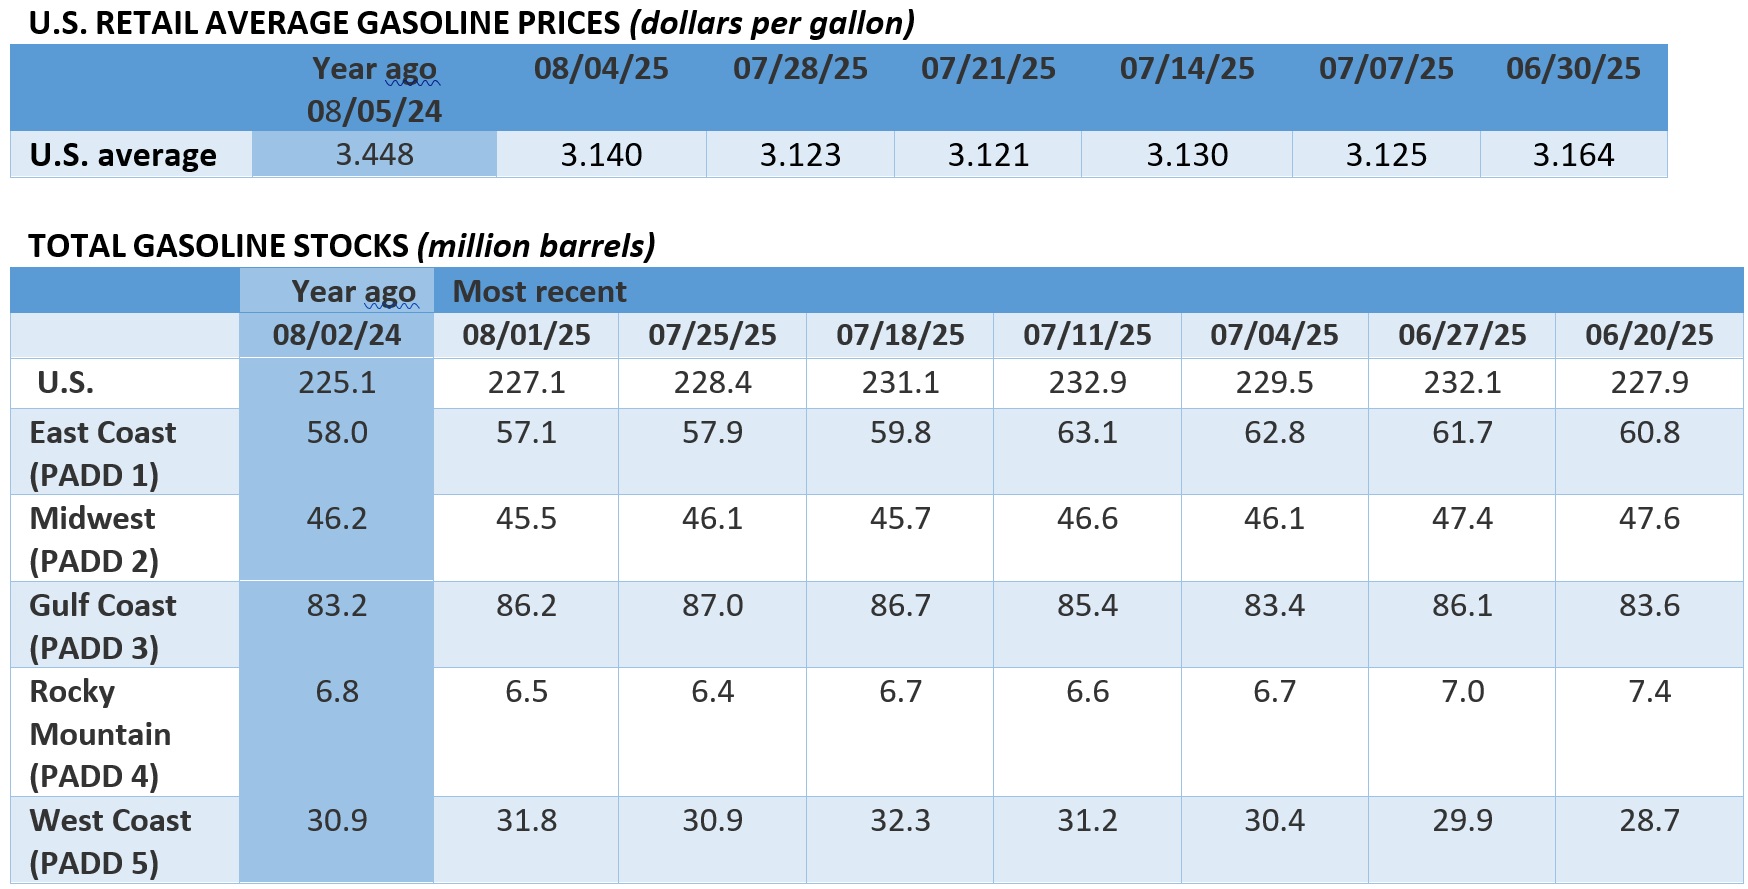 U.S. RETAIL AVERAGE GASOLINE PRICES (dollars per gallon)
Year ago 08/04/25 07/28/25 07/21/25 07/14/25 07/07/25 06/30/25
08/05/24
U.S. average 3.448 3.140 3.123 3.121 3.130 3.125 3.164
TOTAL GASOLINE STOCKS (million barrels)
Year ago Most recent
08/02/24 08/01/25 07/25/25 07/18/25 07/11/25 07/04/25 06/27/25 06/20/25
U.S. 225.1 227.1 228.4 231.1 232.9 229.5 232.1 227.9
East Coast 58.0 57.1 57.9 59.8 63.1 62.8 61.7 60.8
(PADD 1)
Midwest 46.2 45.5 46.1 45.7 46.6 46.1 47.4 47.6
(PADD 2)
Gulf Coast 83.2 86.2 87.0 86.7 85.4 83.4 86.1 83.6
(PADD 3)
Rocky 6.8 6.5 6.4 6.7 6.6 6.7 7.0 7.4
Mountain
(PADD 4)
West Coast 30.9 31.8 30.9 32.3 31.2 30.4 29.9 28.7
(PADD 5)